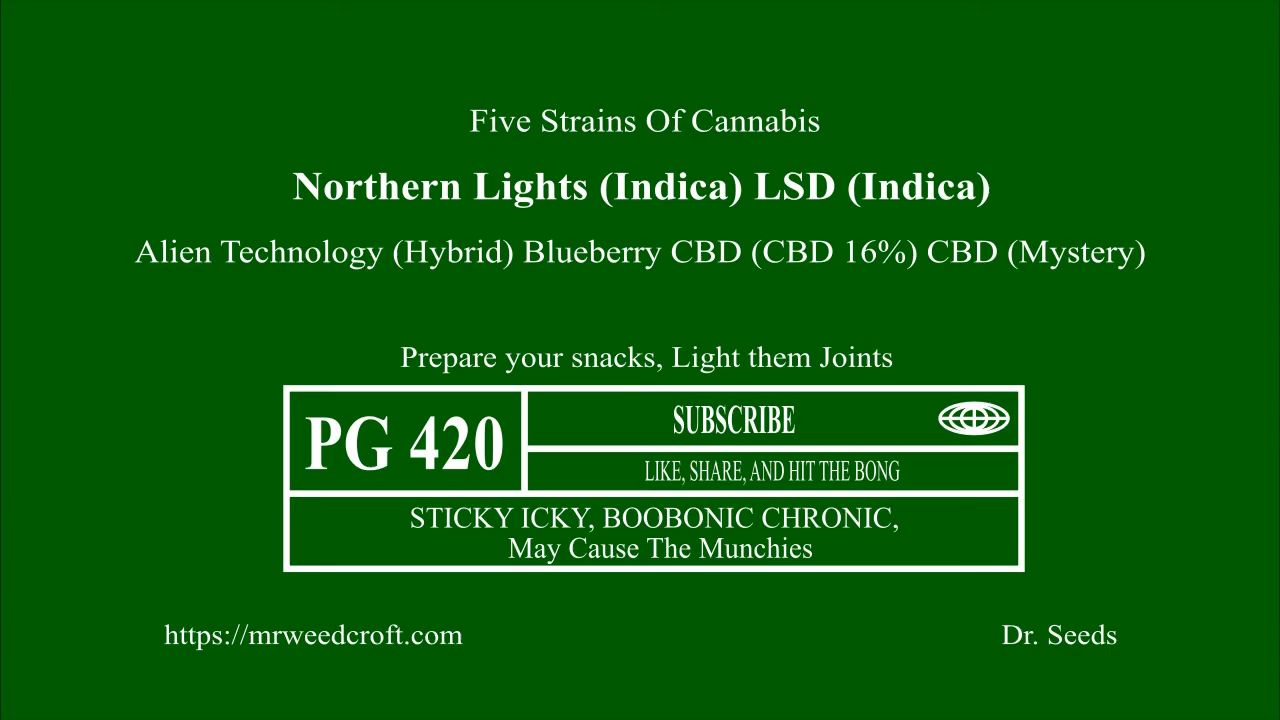 Five Strains Of Cannabis
Northern Lights (Indica) LSD (Indica)
Alien Technology (Hybrid) Blueberry CBD (CBD 16%) CBD (Mystery)
Prepare your snacks, Light them Joints
PG 420
SUBSCRIBE
LIKE, SHARE, AND HIT THE BONG
STICKY ICKY, BOOBONIC CHRONIC,
May Cause The Munchies
https://mrweedcroft.com
Dr. Seeds